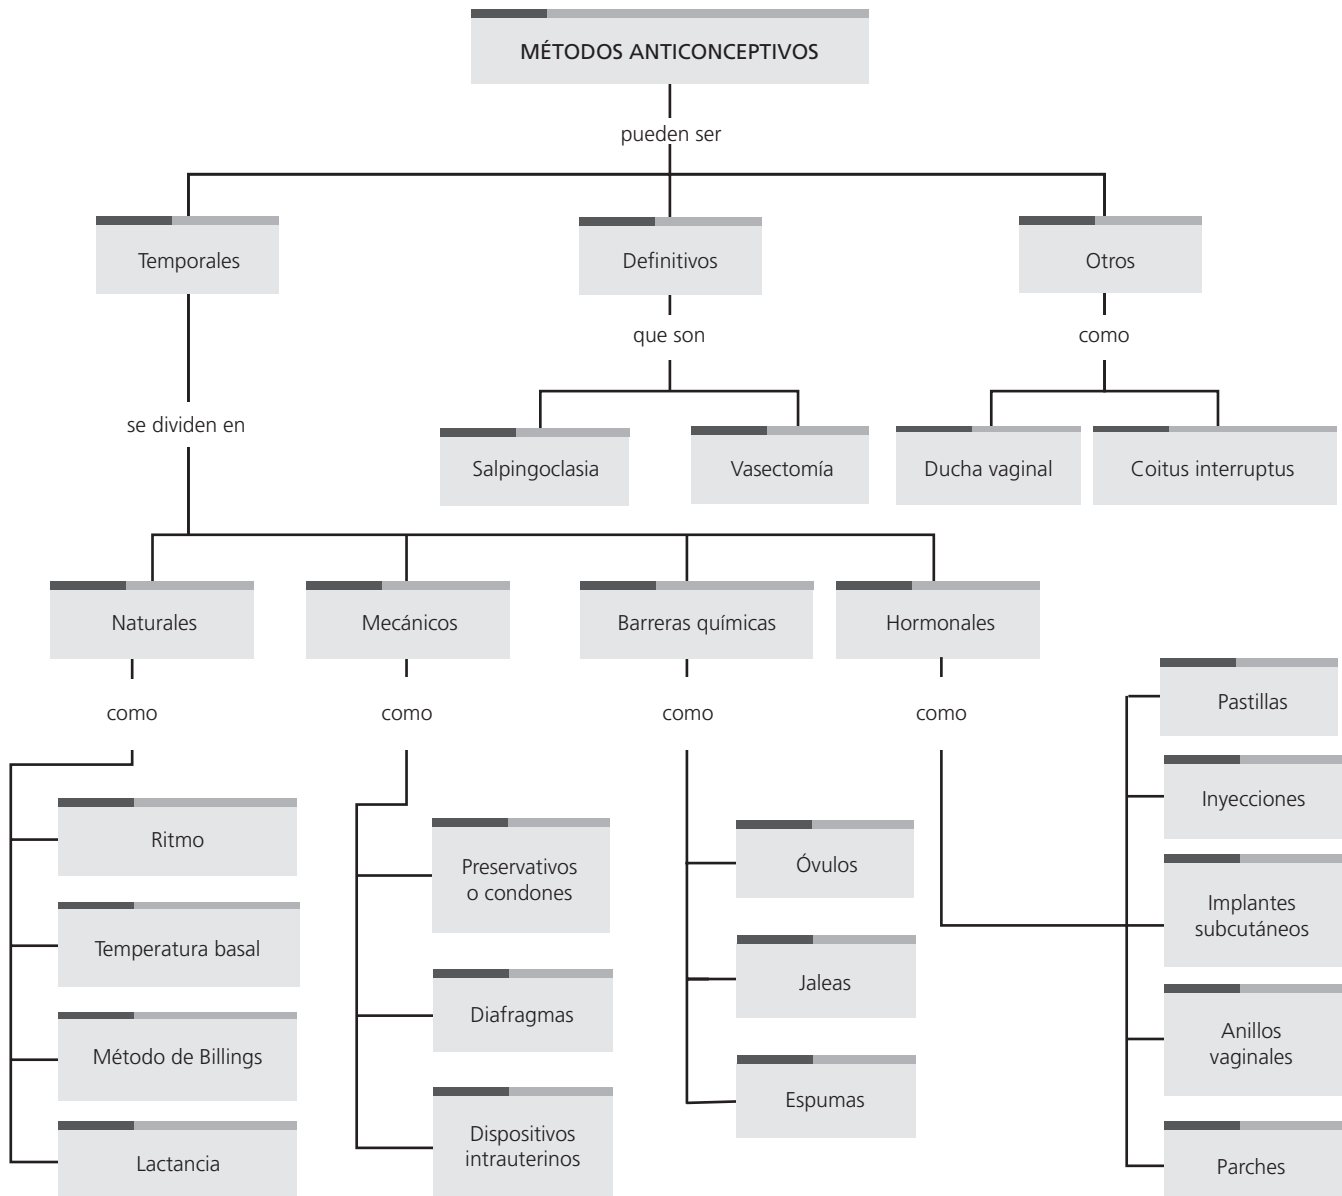 MÉTODOS ANTICONCEPTIVOS
pueden ser
Temporales
Definitivos
Otros
que son
como
se dividen en
Salpingoclasia
Vasectomía
Ducha vaginal
Coitus interruptus
Naturales
Mecánicos
Barreras químicas
Hormonales
como
como
como
como
Ritmo
Temperatura basal
Método de Billings
Lactancia
Preservativos
o condones
Diafragmas
Dispositivos
intrauterinos
Óvulos
Jaleas
Espumas
Pastillas
Inyecciones
Implantes
subcutáneos
Anillos
vaginales
Parches